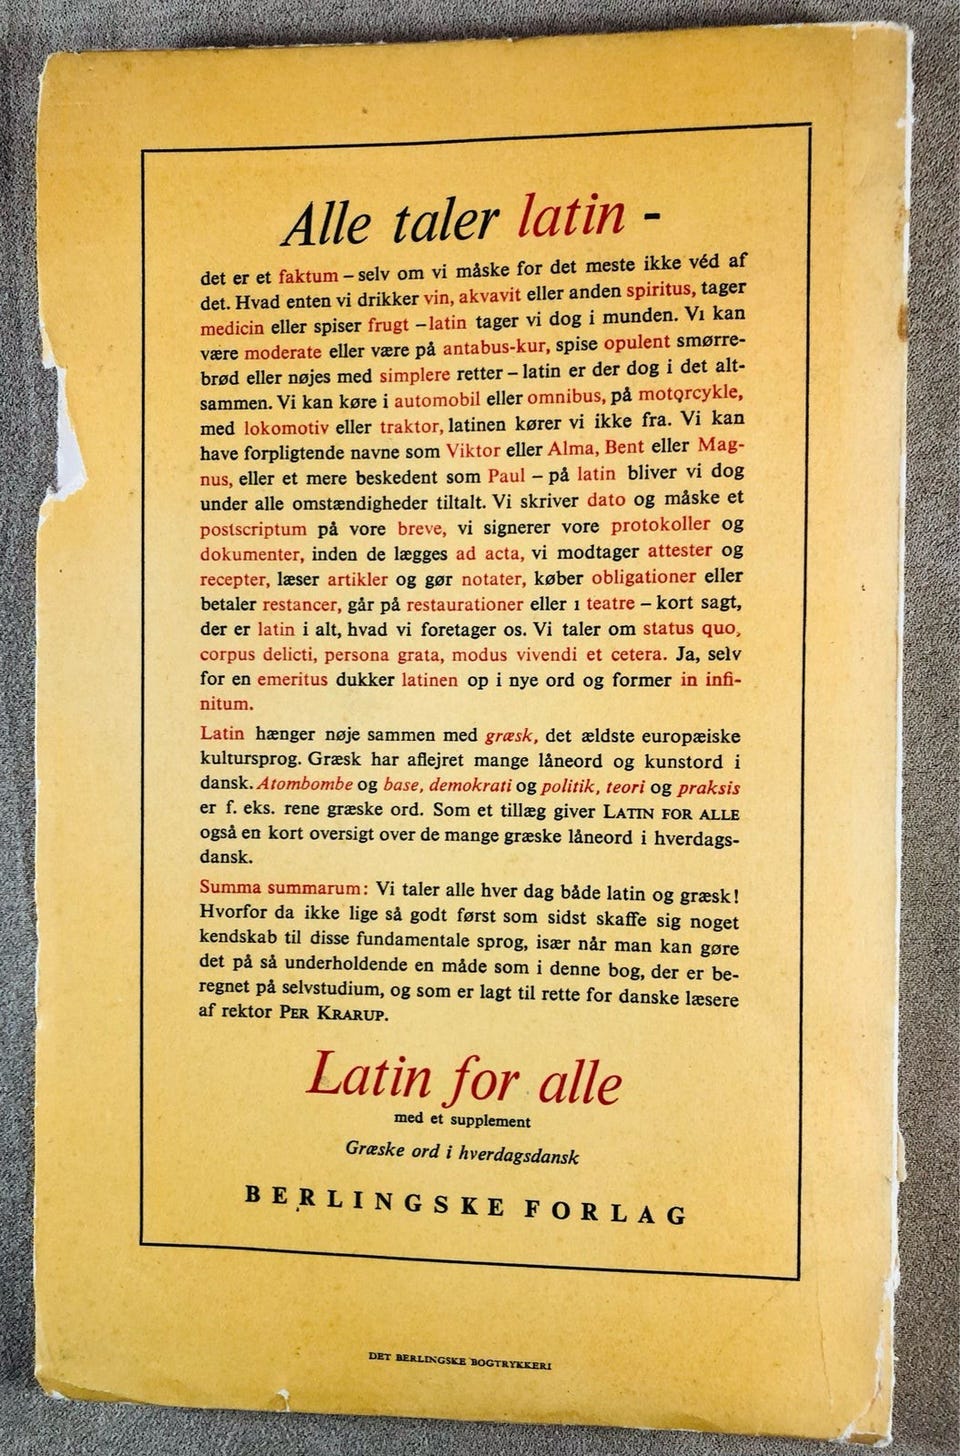 Alle taler latin -
det er et faktum – selv om vi måske for det meste ikke véd af
det. Hvad enten vi drikker vin, akvavit eller anden spiritus, tager
medicin eller spiser frugt – latin tager vi dog i munden. Vi kan
være moderate eller være på antabus-kur, spise opulent smørre-
brød eller nøjes med simplere retter – latin er der dog i det alt-
sammen. Vi kan køre i automobil eller omnibus, på motorcykle,
med lokomotiv eller traktor, latinen kører vi ikke fra. Vi kan
have forpligtende navne som Viktor eller Alma, Bent eller Mag-
nus, eller et mere beskedent som Paul – på latin bliver vi dog
under alle omstændigheder tiltalt. Vi skriver dato og måske et
postscriptum på vore breve, vi signerer vore protokoller og
dokumenter, inden de lægges ad acta, vi modtager attester og
recepter, læser artikler og gør notater, køber obligationer eller
betaler restancer, går på restaurationer eller i teatre – kort sagt,
der er latin i alt, hvad vi foretager os. Vi taler om status quo,
corpus delicti, persona grata, modus vivendi et cetera. Ja, selv
for en emeritus dukker latinen op i nye ord og former in infi-
nitum.
Latin hænger nøje sammen med græsk, det ældste europæiske
kultursprog. Græsk har aflejret mange låneord og kunstord i
dansk. Atombombe og base, demokrati og politik, teori og praksis
er f. eks. rene græske ord. Som et tillæg giver LATIN FOR ALLE
også en kort oversigt over de mange græske låneord i hverdags-
dansk.
Summa summarum: Vi taler alle hver dag både latin og græsk!
Hvorfor da ikke lige så godt først som sidst skaffe sig noget
kendskab til disse fundamentale sprog, især når man kan gøre
det på så underholdende en måde som i denne bog, der er be-
regnet på selvstudium, og som er lagt til rette for danske læsere
af rektor PER KRARUP.
Latin for alle
med et supplement
Græske ord i hverdagsdansk
BERLINGSKE FORLAG
DET BERLINGSKE BOGTRYKKERI